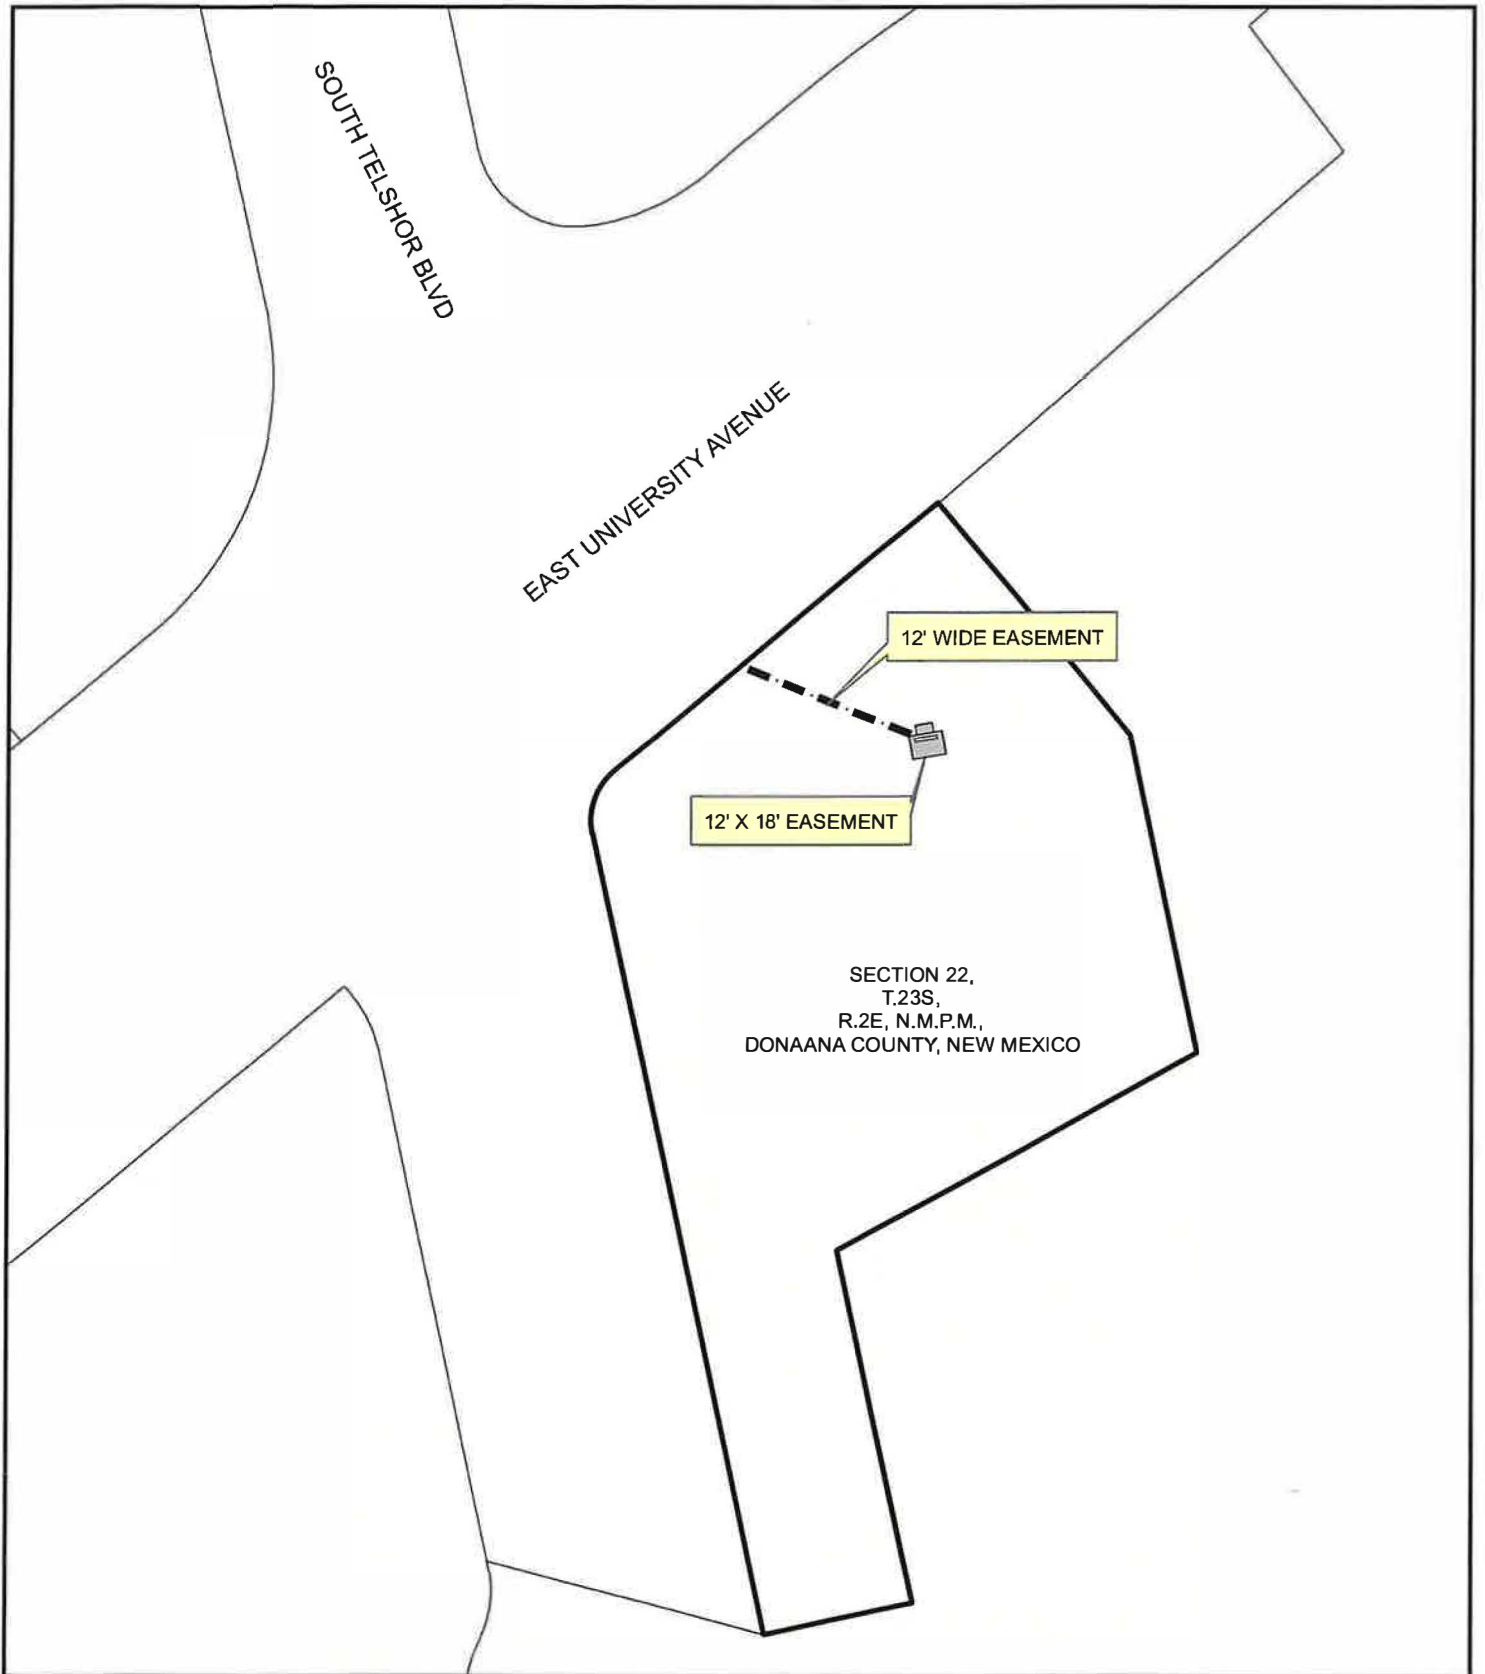 SOUTH TELSHOR BLVD
EAST UNIVERSITY AVENUE
12' WIDE EASEMENT
12' X 18' EASEMENT
SECTION 22,
T.23S,
R.2E, N.M.P.M.,
DONAANA COUNTY, NEW MEXICO